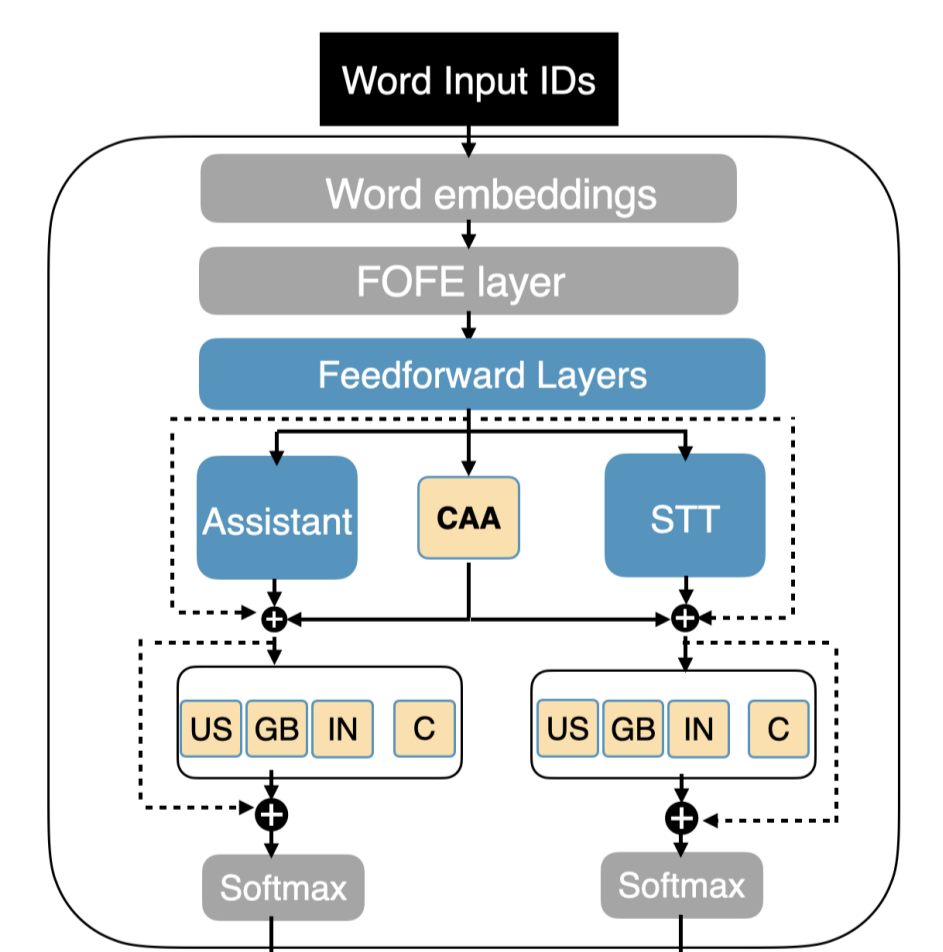 Word Input IDs
Word embeddings
FOFE layer
Feedforward Layers
Assistant
CAA
STT
US GB IN C
US GB IN C
Softmax
Softmax